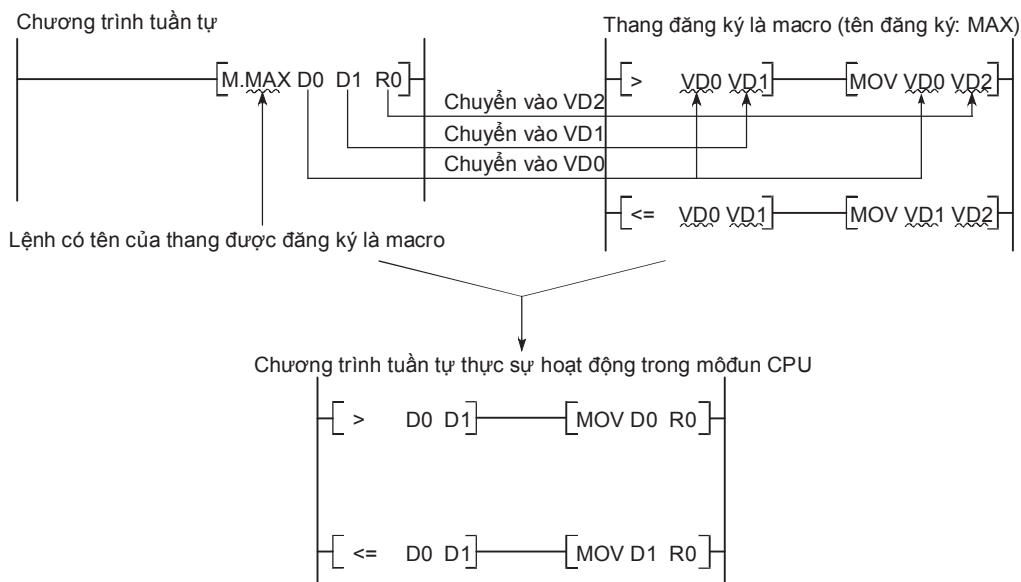 Chương trình tuần tự
Thang đăng ký là macro (tên đăng ký: MAX)
M.MAX D0 D1 R0
> VD0 VD1 MOV VD0 VD2
Chuyển vào VD2
Chuyển vào VD1
Chuyển vào VD0
<= VD0 VD1 MOV VD1 VD2
Lệnh có tên của thang được đăng ký là macro
Chương trình tuần tự thực sự hoạt động trong môđun CPU
> D0 D1 MOV D0 R0
<= D0 D1 MOV D1 R0